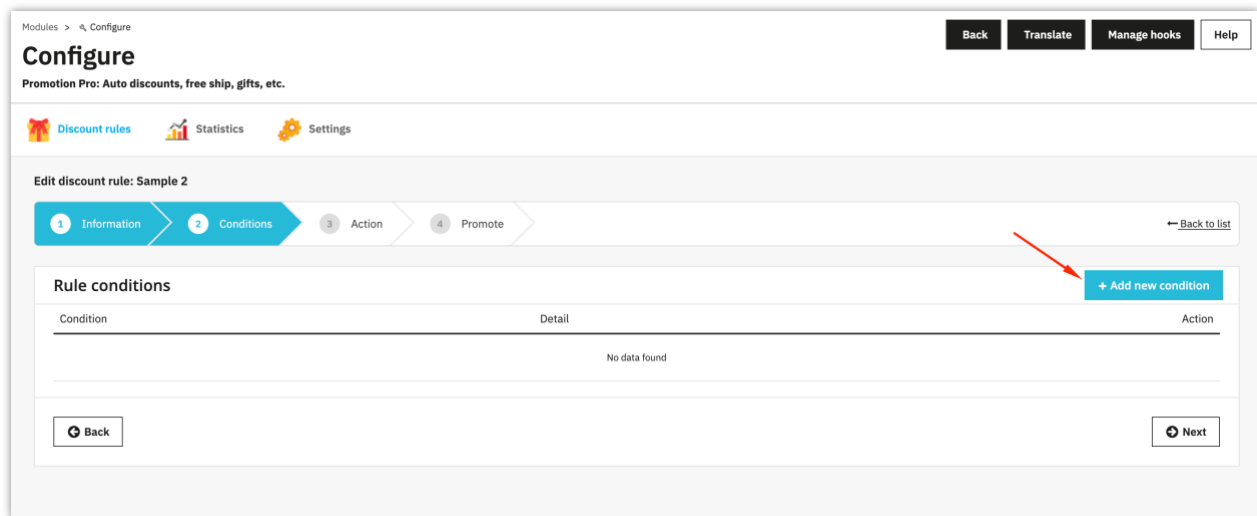 Modules > Configure
Back Translate Manage hooks Help
Configure
Promotion Pro: Auto discounts, free ship, gifts, etc.
Discount rules Statistics Settings
Edit discount rule: Sample 2
1 Information 2 Conditions 3 Action 4 Promote Back to list
Rule conditions + Add new condition
Condition Detail Action
No data found
Back Next